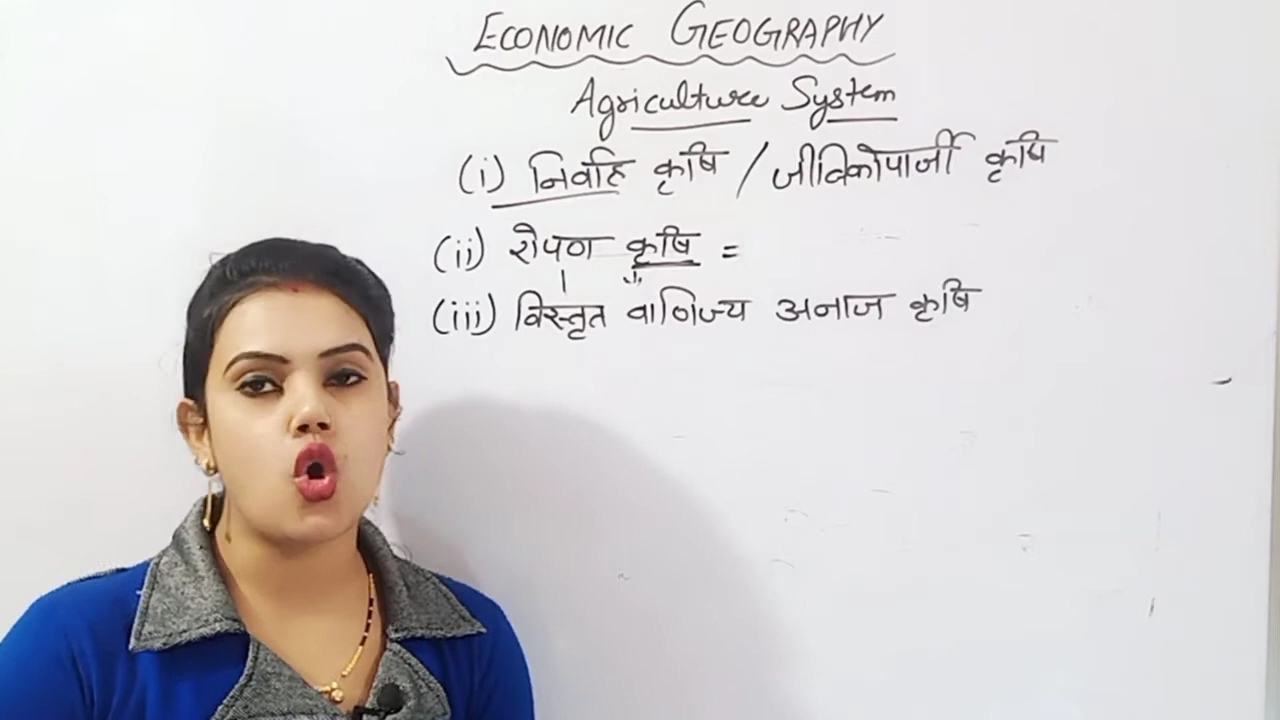 ECONOMIC GEOGRAPHY
Agriculture System
(i) निर्वाह कृषि / जीविकोपार्जी कृषि
(ii) रोपण कृषि =
(iii) विस्तृत वाणिज्य अनाज कृषि